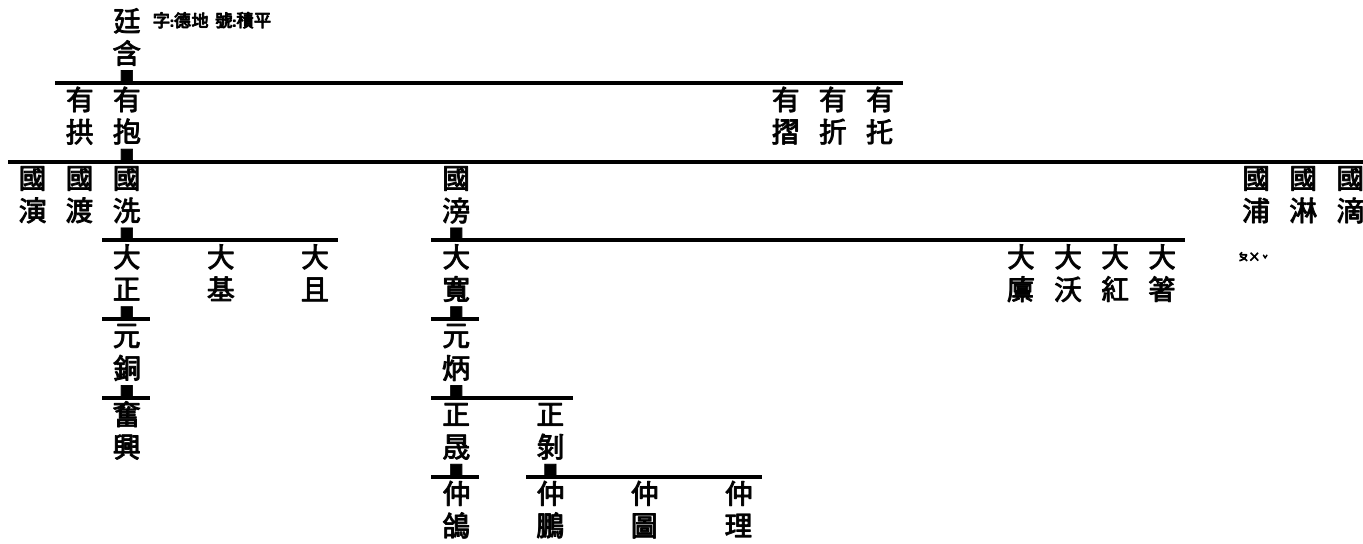 廷含 字:德地 號:積平
有拱 有抱 有摺 有折 有托
國演 國渡 國洗 國滂 國浦 國淋 國滴
大正 大基 大且 大寬 大廩 大沃 大紅 大箸 ㄆㄨˇ
元銅 元炳
奮興 正晟 正剝
仲鴿 仲鵬 仲圖 仲理